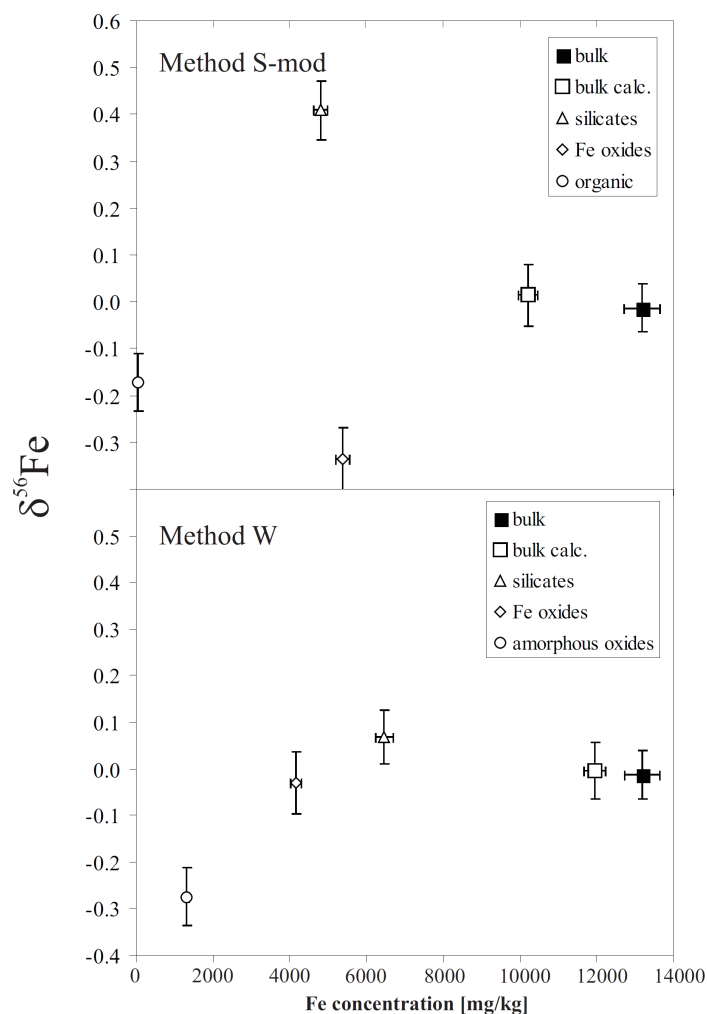 0.6
0.5
0.4
0.3
0.2
0.1
0.0
-0.1
-0.2
-0.3
Method S-mod
bulk
bulk calc.
silicates
Fe oxides
organic
δ56Fe
0.5
0.4
0.3
0.2
0.1
0.0
-0.1
-0.2
-0.3
-0.4
Method W
bulk
bulk calc.
silicates
Fe oxides
amorphous oxides
0 2000 4000 6000 8000 10000 12000 14000
Fe concentration [mg/kg]